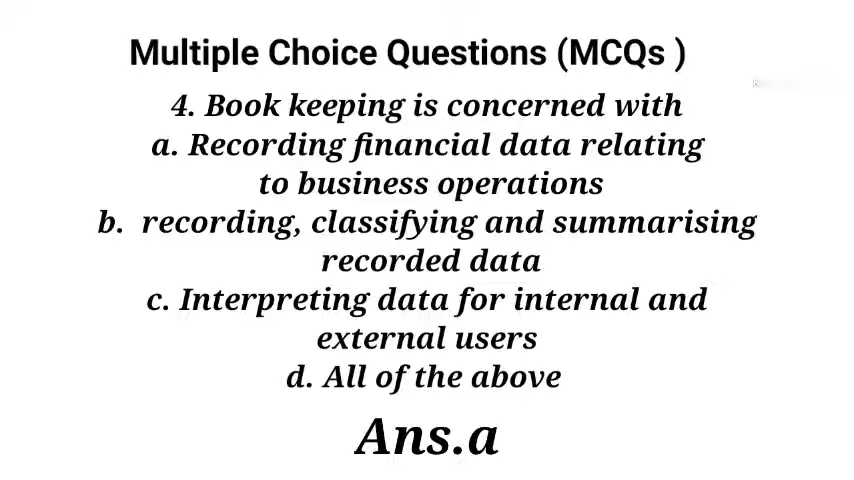 Multiple Choice Questions (MCQs )
4. Book keeping is concerned with
a. Recording financial data relating
to business operations
b. recording, classifying and summarising
recorded data
c. Interpreting data for internal and
external users
d. All of the above
Ans.a